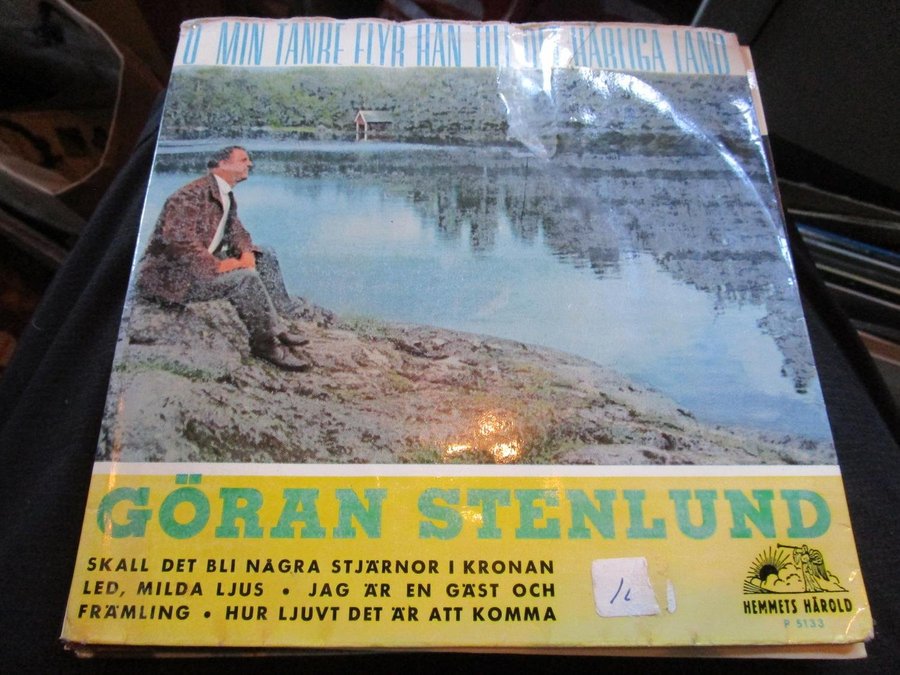 O MIN TANKE FLYR HÄN TILL DET HÄRLIGA LAND
GÖRAN STENLUND
SKALL DET BLI NÅGRA STJÄRNOR I KRONAN
LED, MILDA LJUS • JAG ÄR EN GÄST OCH
FRÄMLING • HUR LJUVT DET ÄR ATT KOMMA
HEMMETS HÄROLD
P 5133